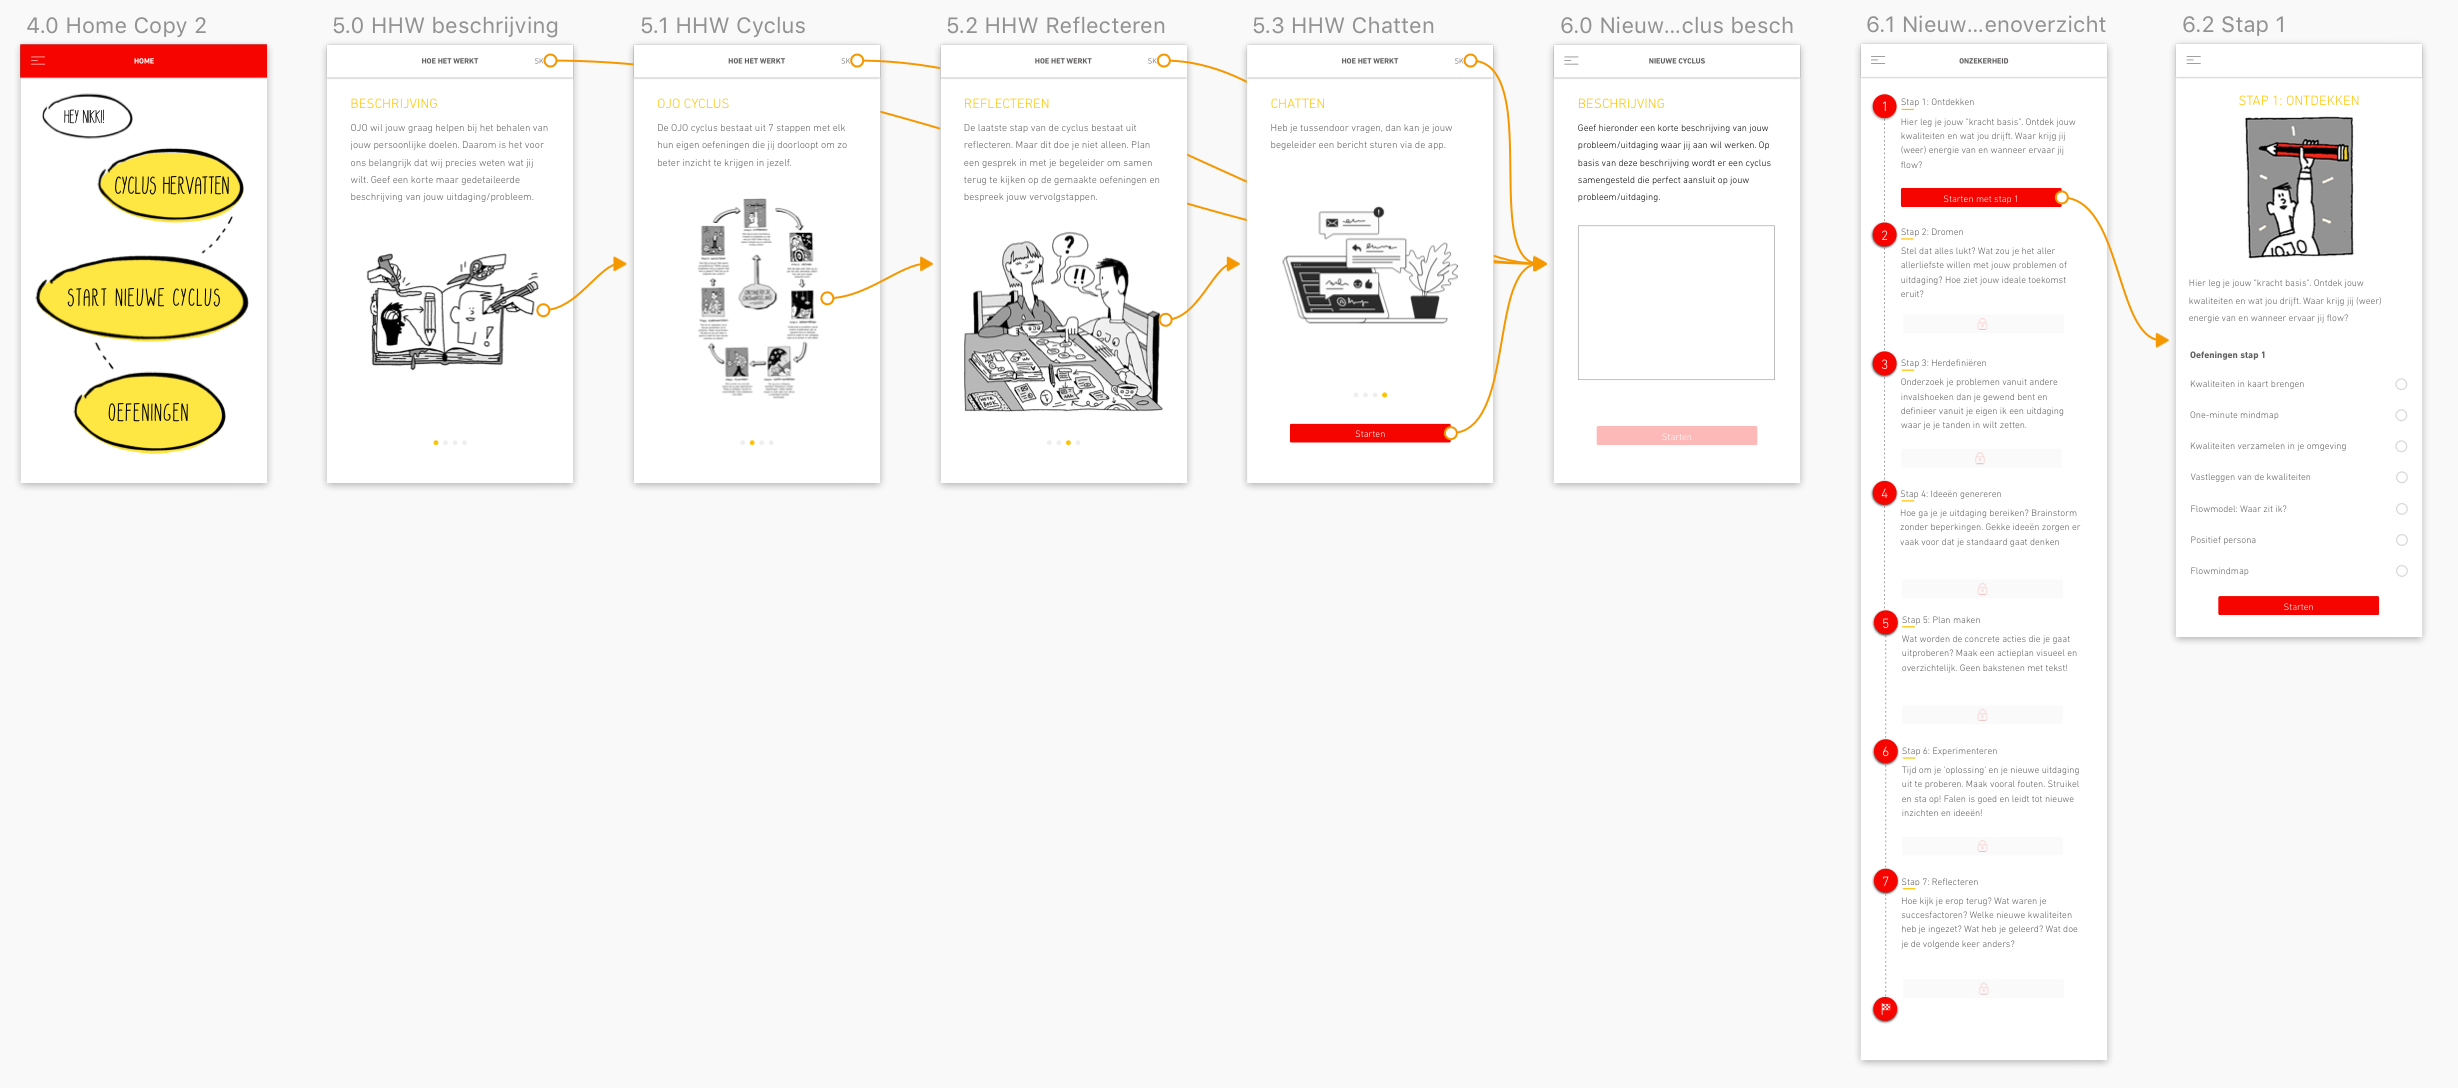 4.0 Home Copy 2
HOME
HEY NIKKI!
CYCLUS HERVATTEN
START NIEUWE CYCLUS
OEFENINGEN
5.0 HHW beschrijving
HOE HET WERKT
SK
BESCHRIJVING
OJO wil jouw graag helpen bij het behalen van
jouw persoonlijke doelen. Daarom is het voor
ons belangrijk dat wij precies weten wat jij
wilt. Geef een korte maar gedetaileerde
beschrijving van jouw uitdaging/probleem.
5.1 HHW Cyclus
HOE HET WERKT
SK
OJO CYCLUS
De OJO cyclus bestaat uit 7 stappen met elk
hun eigen oefeningen die jij doorloopt om zo
beter inzicht te krijgen in jezelf.
5.2 HHW Reflecteren
HOE HET WERKT
SK
REFLECTEREN
De laatste stap van de cyclus bestaat uit
reflecteren. Maar dit doe je niet alleen. Plan
een gesprek in met je begeleider om samen
terug te kijken op de gemaakte oefeningen en
bespreek jouw vervolgstappen.
?
!!
5.3 HHW Chatten
HOE HET WERKT
SK
CHATTEN
Heb je tussendoor vragen, dan kan je jouw
begeleider een bericht sturen via de app.
Starten
6.0 Nieuw...clus besch
NIEUWE CYCLUS
BESCHRIJVING
Geef hieronder een korte beschrijving van jouw
probleem/uitdaging waar jij aan wil werken. Op
basis van deze beschrijving wordt er een cyclus
samengesteld die perfect aansluit op jouw
probleem/uitdaging.
Starten
6.1 Nieuw...enoverzicht
ONZEKERHEID
1
Stap 1: Ontdekken
Hier leg je jouw "kracht basis". Ontdek jouw
kwaliteiten en wat jou drijft. Waar krijg jij
(weer) energie van en wanneer ervaar jij
flow?
Starten met stap 1
2
Stap 2: Dromen
Stel dat alles lukt? Wat zou je het aller
allerliefste willen met jouw problemen of
uitdaging? Hoe ziet jouw ideale toekomst
eruit?
3
Stap 3: Herdefiniëren
Onderzoek je problemen vanuit andere
invalshoeken dan je gewend bent en
definieer vanuit je eigen ik een uitdaging
waar je je tanden in wilt zetten.
4
Stap 4: Ideeën genereren
Hoe ga je je uitdaging bereiken? Brainstorm
zonder beperkingen. Gekke ideeën zorgen er
vaak voor dat je standaard gaat denken
5
Stap 5: Plan maken
Wat worden de concrete acties die je gaat
uitproberen? Maak een actieplan visueel en
overzichtelijk. Geen bakstenen met tekst!
6
Stap 6: Experimenteren
Tijd om je 'oplossing' en je nieuwe uitdaging
uit te proberen. Maak vooral fouten. Struikel
en sta op! Falen is goed en leidt tot nieuwe
inzichten en ideeën!
7
Stap 7: Reflecteren
Hoe kijk je erop terug? Wat waren je
succesfactoren? Welke nieuwe kwaliteiten
heb je ingezet? Wat heb je geleerd? Wat doe
je de volgende keer anders?
6.2 Stap 1
STAP 1: ONTDEKKEN
OJO
Hier leg je jouw "kracht basis". Ontdek jouw
kwaliteiten en wat jou drijft. Waar krijg jij (weer)
energie van en wanneer ervaar jij flow?
Oefeningen stap 1
Kwaliteiten in kaart brengen
One-minute mindmap
Kwaliteiten verzamelen in je omgeving
Vastleggen van de kwaliteiten
Flowmodel: Waar zit ik?
Positief persona
Flowmindmap
Starten